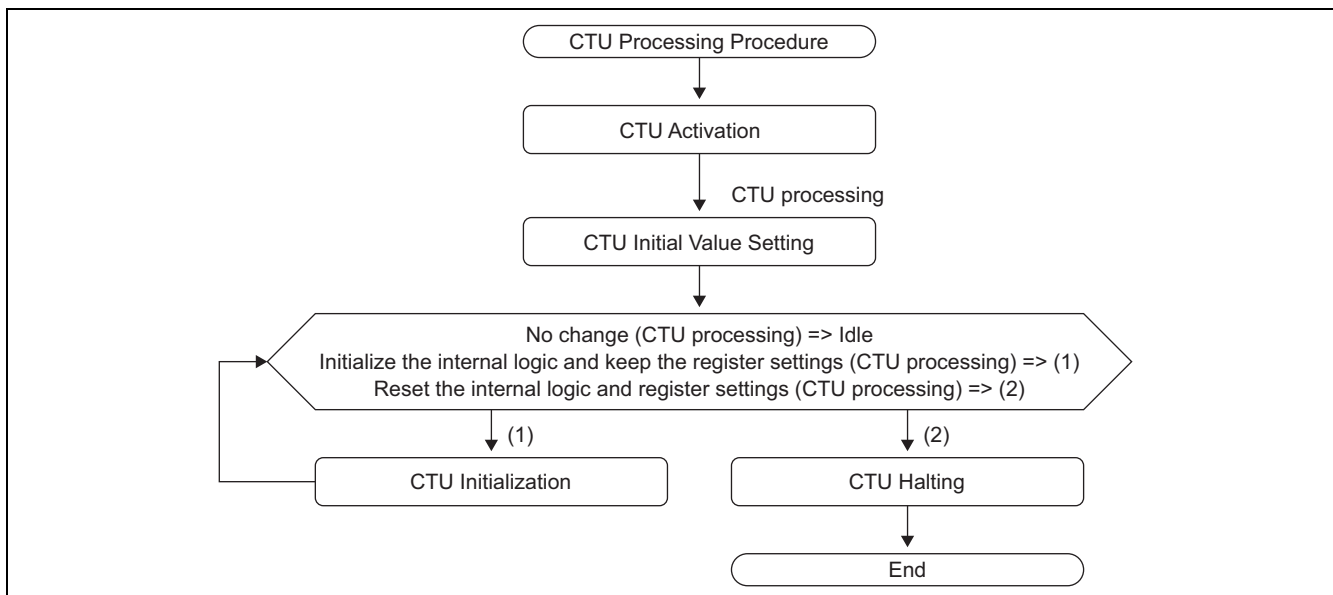 CTU Processing Procedure
CTU Activation
CTU processing
CTU Initial Value Setting
No change (CTU processing) => Idle
Initialize the internal logic and keep the register settings (CTU processing) => (1)
Reset the internal logic and register settings (CTU processing) => (2)
(1)
(2)
CTU Initialization
CTU Halting
End